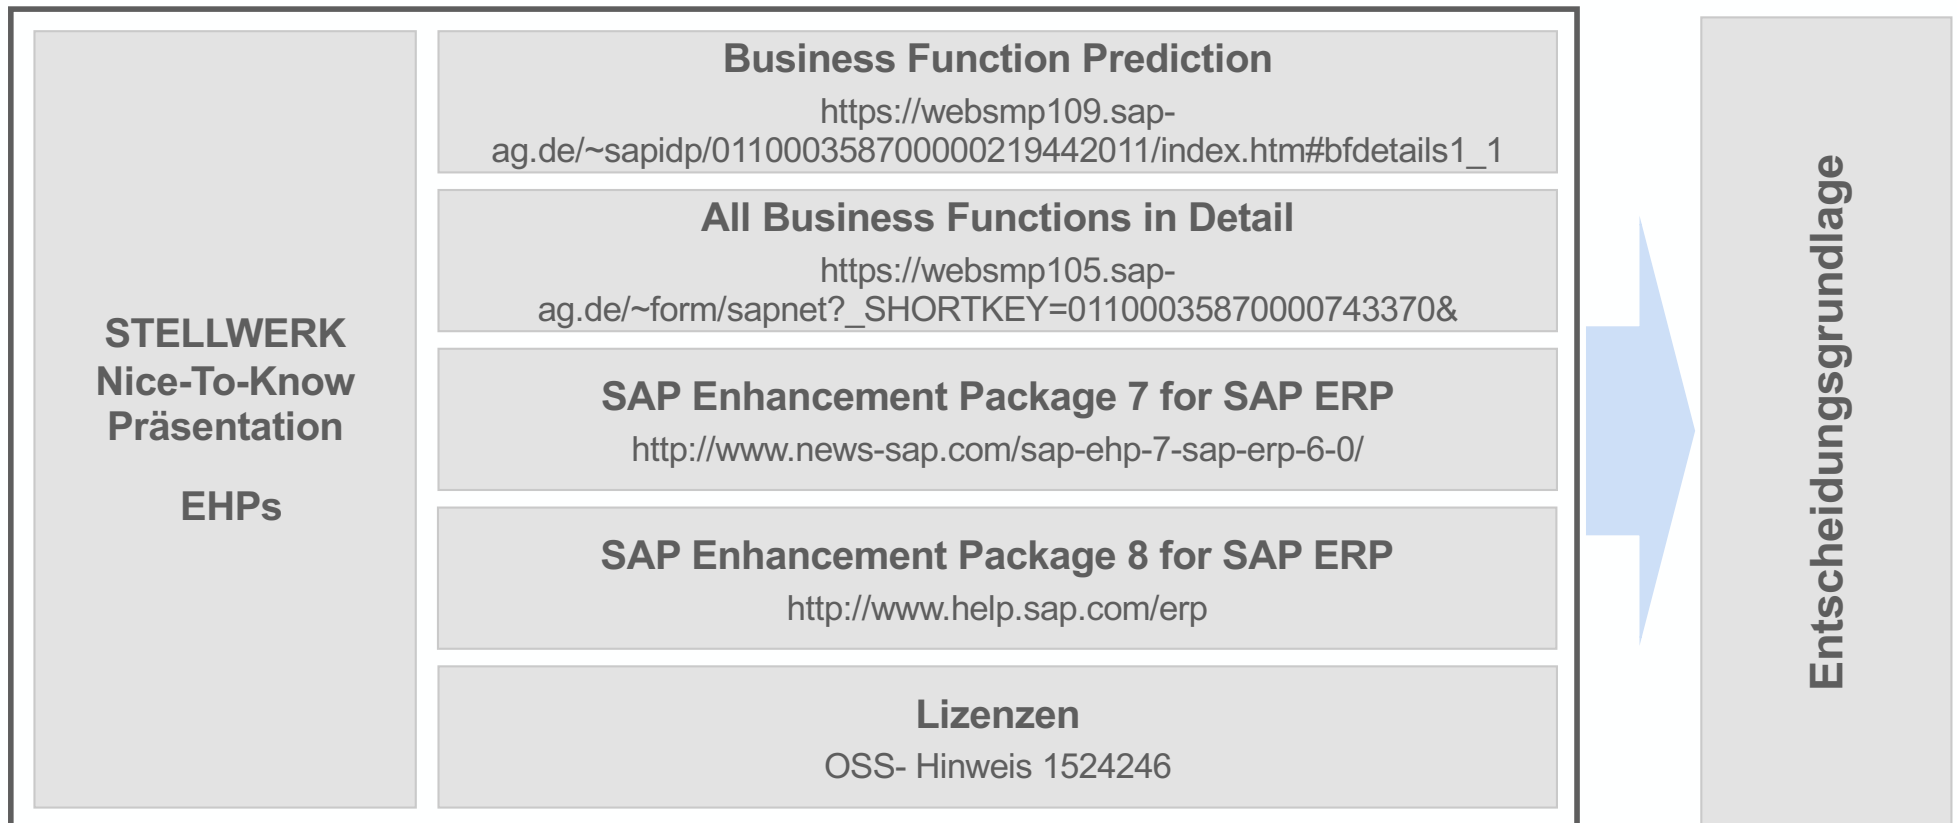 STELLWERK
Nice-To-Know
Präsentation
EHPs
Business Function Prediction
https://websmp109.sap-
ag.de/~sapidp/011000358700000219442011/index.htm#bfdetails1_1
All Business Functions in Detail
https://websmp105.sap-
ag.de/~form/sapnet?_SHORTKEY=01100035870000743370&
SAP Enhancement Package 7 for SAP ERP
http://www.news-sap.com/sap-ehp-7-sap-erp-6-0/
SAP Enhancement Package 8 for SAP ERP
http://www.help.sap.com/erp
Lizenzen
OSS- Hinweis 1524246
Entscheidungsgrundlage